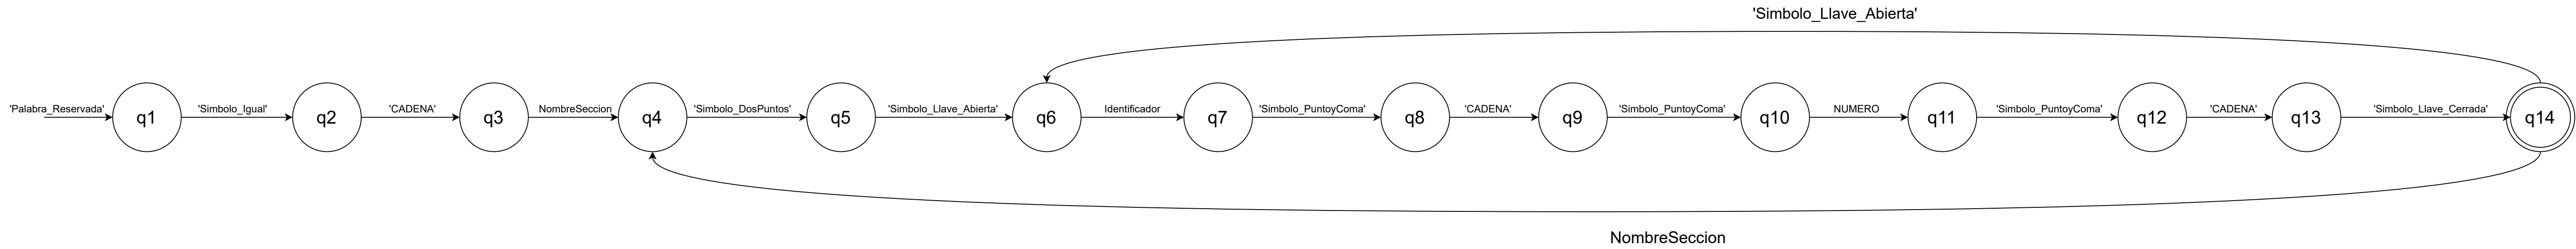 'Simbolo_Llave_Abierta'
'Palabra_Reservada'
q1
'Simbolo_Igual'
q2
'CADENA'
q3
NombreSeccion
q4
'Simbolo_DosPuntos'
q5
'Simbolo_Llave_Abierta'
q6
Identificador
q7
'Simbolo_PuntoyComa'
q8
'CADENA'
q9
'Simbolo_PuntoyComa'
q10
NUMERO
q11
'Simbolo_PuntoyComa'
q12
'CADENA'
q13
'Simbolo_Llave_Cerrada'
q14
NombreSeccion